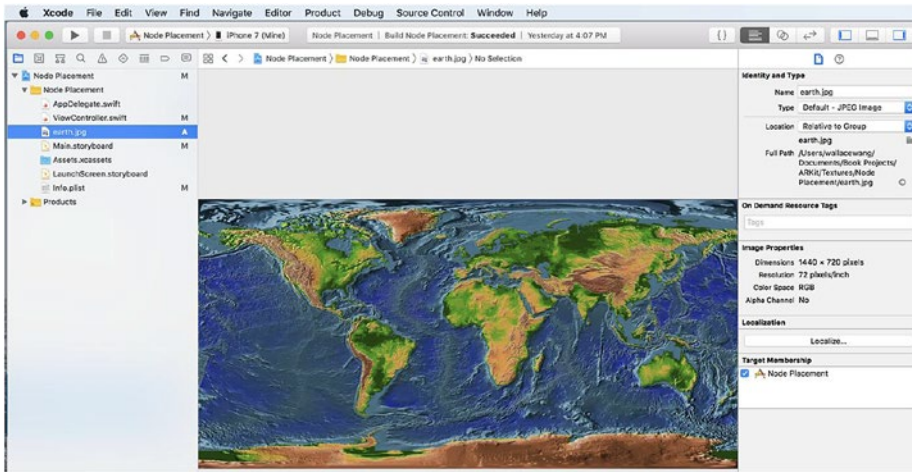 Xcode File Edit View Find Navigate Editor Product Debug Source Control Window Help
Node Placement iPhone 7 (Mine) Node Placement | Build Node Placement: Succeeded | Yesterday at 4:07 PM
Node Placement M
Node Placement
AppDelegate.swift
ViewController.swift M
earth.jpg A
Main.storyboard M
Assets.xcassets
LaunchScreen.storyboard
Info.plist M
Products
Node Placement Node Placement earth.jpg No Selection
Identity and Type
Name earth.jpg
Type Default - JPEG Image
Location Relative to Group
earth.jpg
Full Path /Users/wallacewang/
Documents/Book Projects/
ARKit/Textures/Node
Placement/earth.jpg
On Demand Resource Tags
Tags
Image Properties
Dimensions 1440 × 720 pixels
Resolution 72 pixels/inch
Color Space RGB
Alpha Channel No
Localization
Localize...
Target Membership
Node Placement